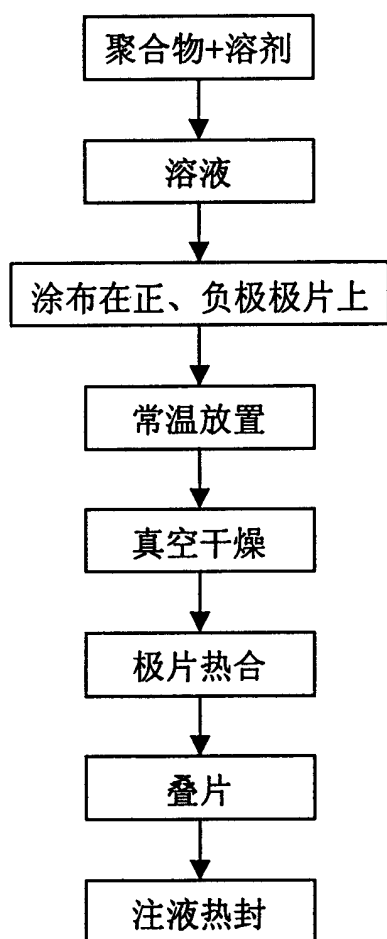 聚合物+溶剂
溶液
涂布在正、负极极片上
常温放置
真空干燥
极片热合
叠片
注液热封